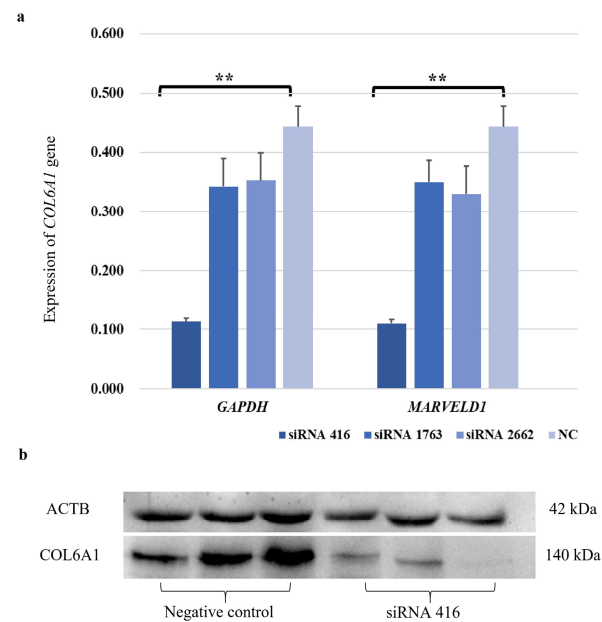 a
0.600
0.500
0.400
0.300
0.200
0.100
0.000
Expression of COL6A1 gene
** **
GAPDH MARVELD1
siRNA 416 siRNA 1763 siRNA 2662 NC
b
ACTB 42 kDa
COL6A1 140 kDa
Negative control siRNA 416